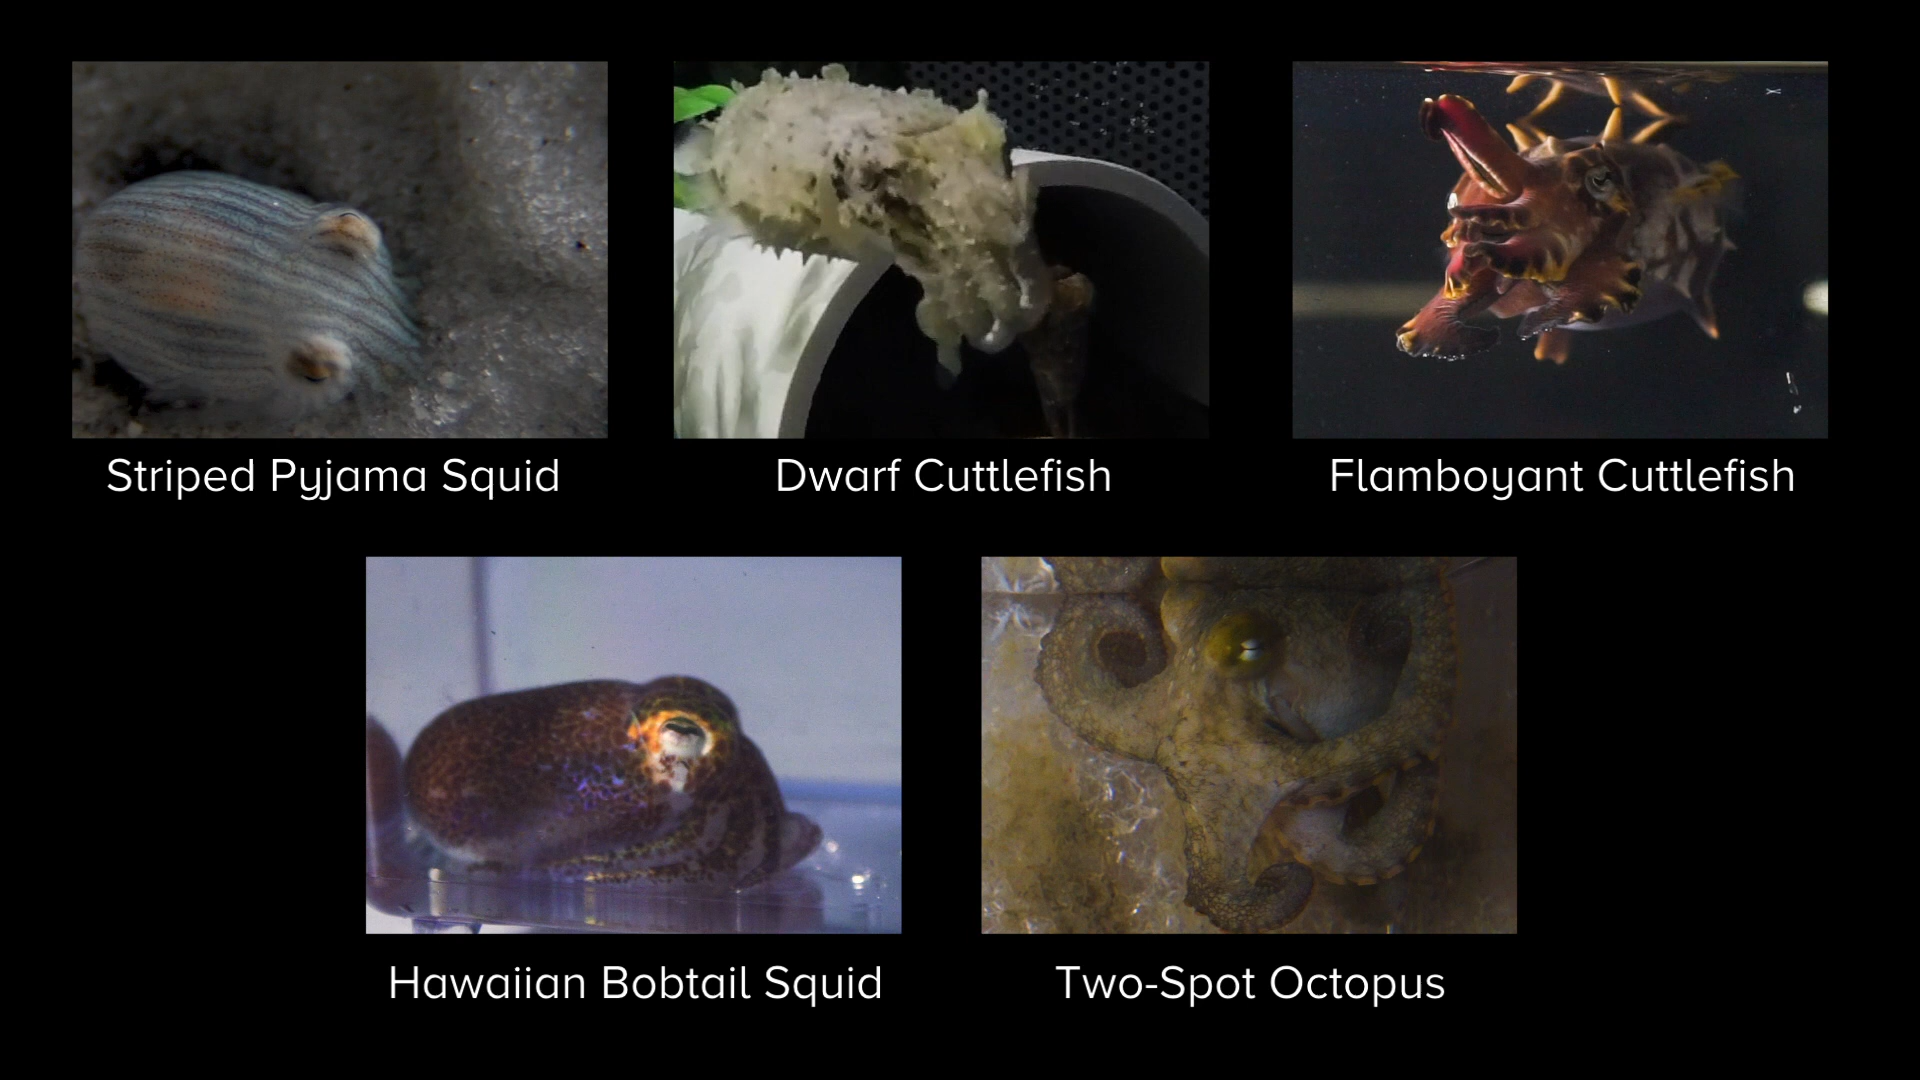 Striped Pyjama Squid
Dwarf Cuttlefish
Flamboyant Cuttlefish
Hawaiian Bobtail Squid
Two-Spot Octopus